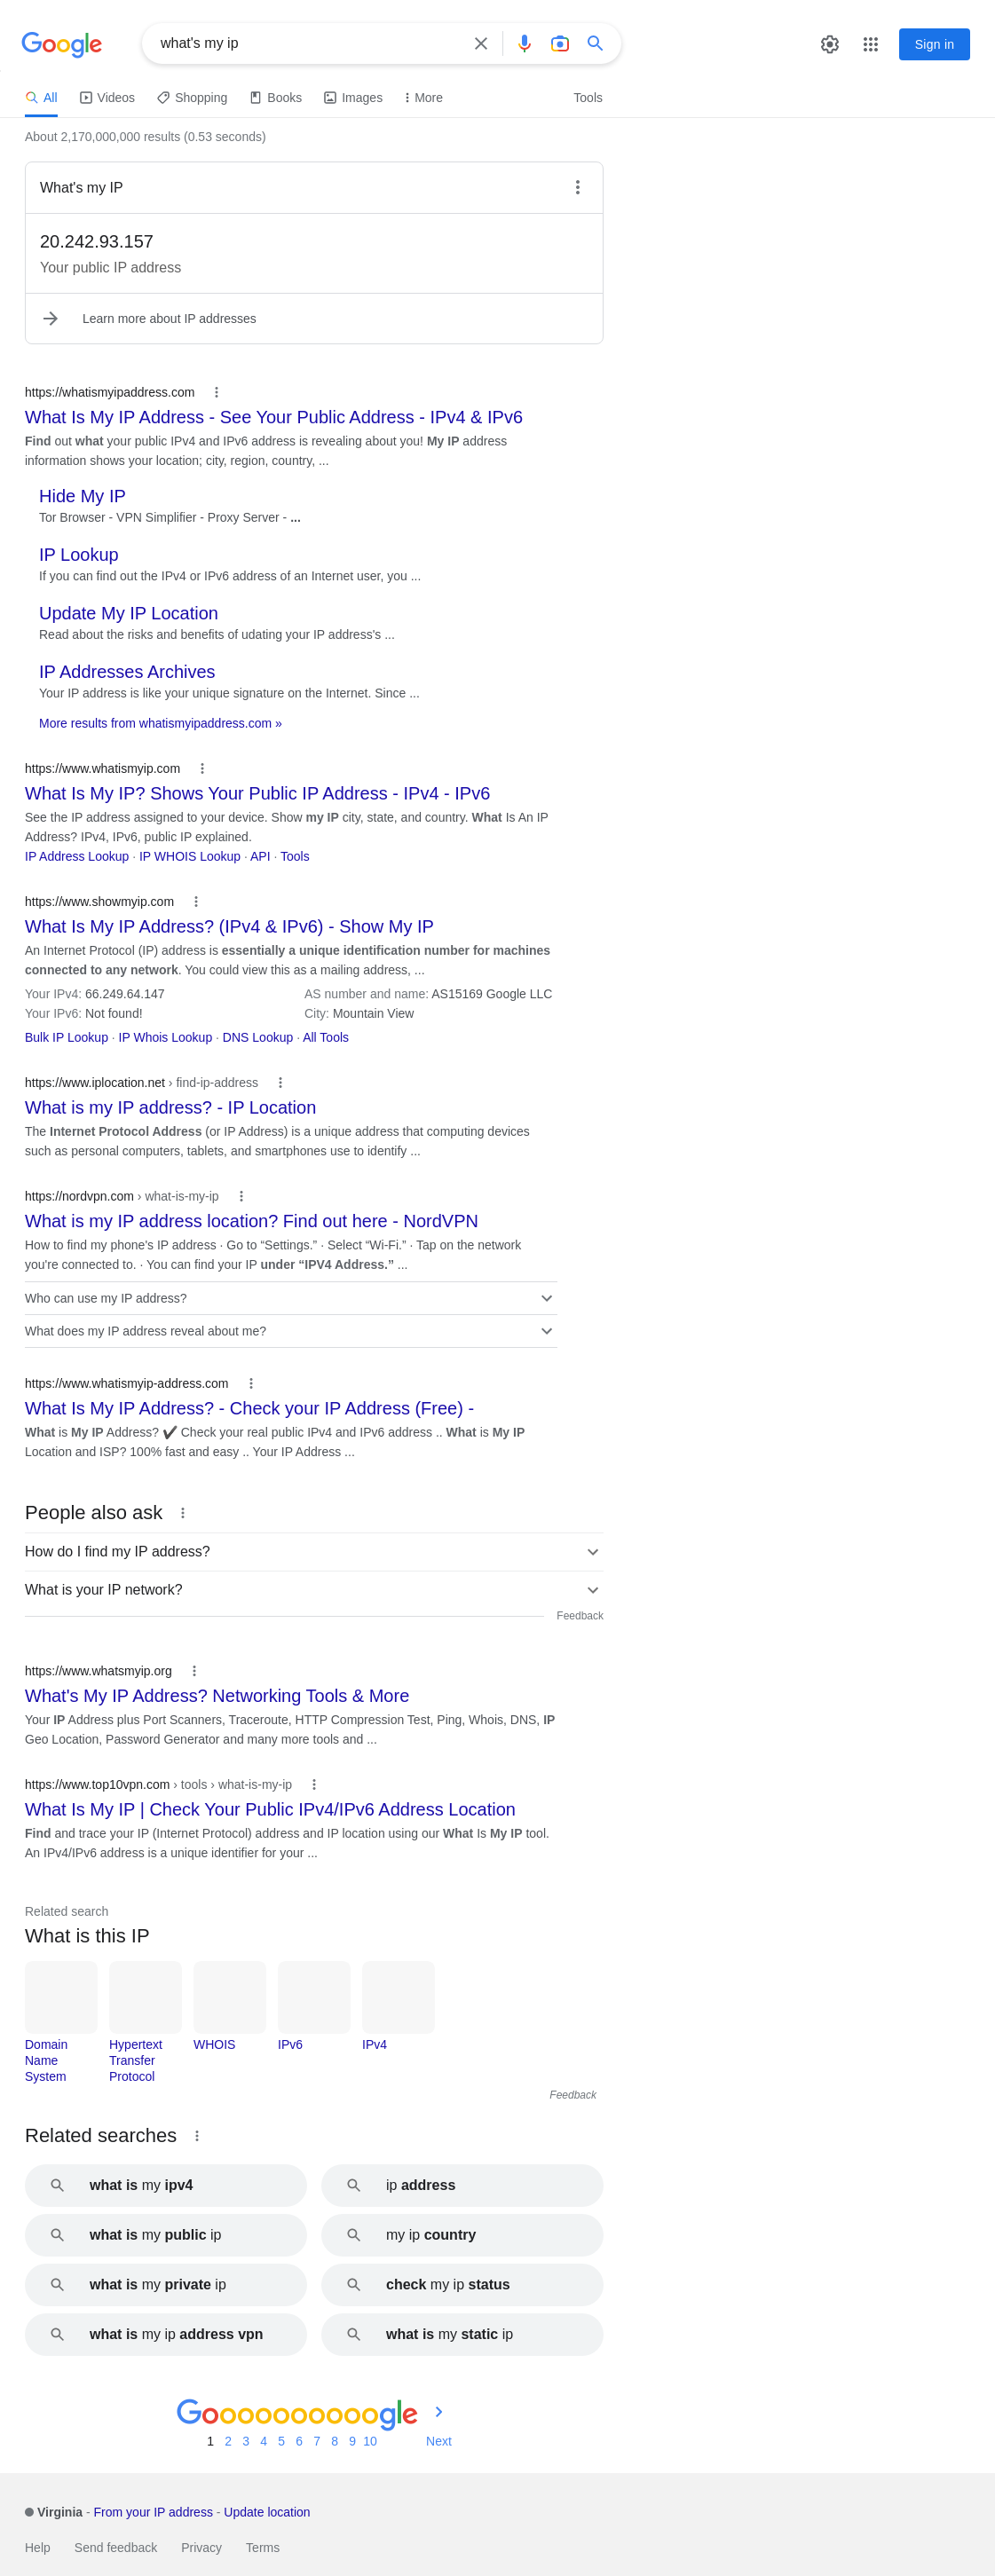 Google
what's my ip
Sign in
All Videos Shopping Books Images More Tools
About 2,170,000,000 results (0.53 seconds)
What's my IP
20.242.93.157
Your public IP address
Learn more about IP addresses
https://whatismyipaddress.com
What Is My IP Address - See Your Public Address - IPv4 & IPv6
Find out what your public IPv4 and IPv6 address is revealing about you! My IP address
information shows your location; city, region, country, ...
Hide My IP
Tor Browser - VPN Simplifier - Proxy Server - ...
IP Lookup
If you can find out the IPv4 or IPv6 address of an Internet user, you ...
Update My IP Location
Read about the risks and benefits of udating your IP address's ...
IP Addresses Archives
Your IP address is like your unique signature on the Internet. Since ...
More results from whatismyipaddress.com »
https://www.whatismyip.com
What Is My IP? Shows Your Public IP Address - IPv4 - IPv6
See the IP address assigned to your device. Show my IP city, state, and country. What Is An IP
Address? IPv4, IPv6, public IP explained.
IP Address Lookup · IP WHOIS Lookup · API · Tools
https://www.showmyip.com
What Is My IP Address? (IPv4 & IPv6) - Show My IP
An Internet Protocol (IP) address is essentially a unique identification number for machines
connected to any network. You could view this as a mailing address, ...
Your IPv4: 66.249.64.147 AS number and name: AS15169 Google LLC
Your IPv6: Not found! City: Mountain View
Bulk IP Lookup · IP Whois Lookup · DNS Lookup · All Tools
https://www.iplocation.net › find-ip-address
What is my IP address? - IP Location
The Internet Protocol Address (or IP Address) is a unique address that computing devices
such as personal computers, tablets, and smartphones use to identify ...
https://nordvpn.com › what-is-my-ip
What is my IP address location? Find out here - NordVPN
How to find my phone's IP address · Go to “Settings.” · Select “Wi-Fi.” · Tap on the network
you're connected to. · You can find your IP under “IPV4 Address.” ...
Who can use my IP address?
What does my IP address reveal about me?
https://www.whatismyip-address.com
What Is My IP Address? - Check your IP Address (Free) -
What is My IP Address? ✔️ Check your real public IPv4 and IPv6 address .. What is My IP
Location and ISP? 100% fast and easy .. Your IP Address ...
People also ask
How do I find my IP address?
What is your IP network?
Feedback
https://www.whatsmyip.org
What's My IP Address? Networking Tools & More
Your IP Address plus Port Scanners, Traceroute, HTTP Compression Test, Ping, Whois, DNS, IP
Geo Location, Password Generator and many more tools and ...
https://www.top10vpn.com › tools › what-is-my-ip
What Is My IP | Check Your Public IPv4/IPv6 Address Location
Find and trace your IP (Internet Protocol) address and IP location using our What Is My IP tool.
An IPv4/IPv6 address is a unique identifier for your ...
Related search
What is this IP
Domain Name System
Hypertext Transfer Protocol
WHOIS
IPv6
IPv4
Feedback
Related searches
what is my ipv4
ip address
what is my public ip
my ip country
what is my private ip
check my ip status
what is my ip address vpn
what is my static ip
Goooooooooogle
1 2 3 4 5 6 7 8 9 10 Next
Virginia - From your IP address - Update location
Help Send feedback Privacy Terms